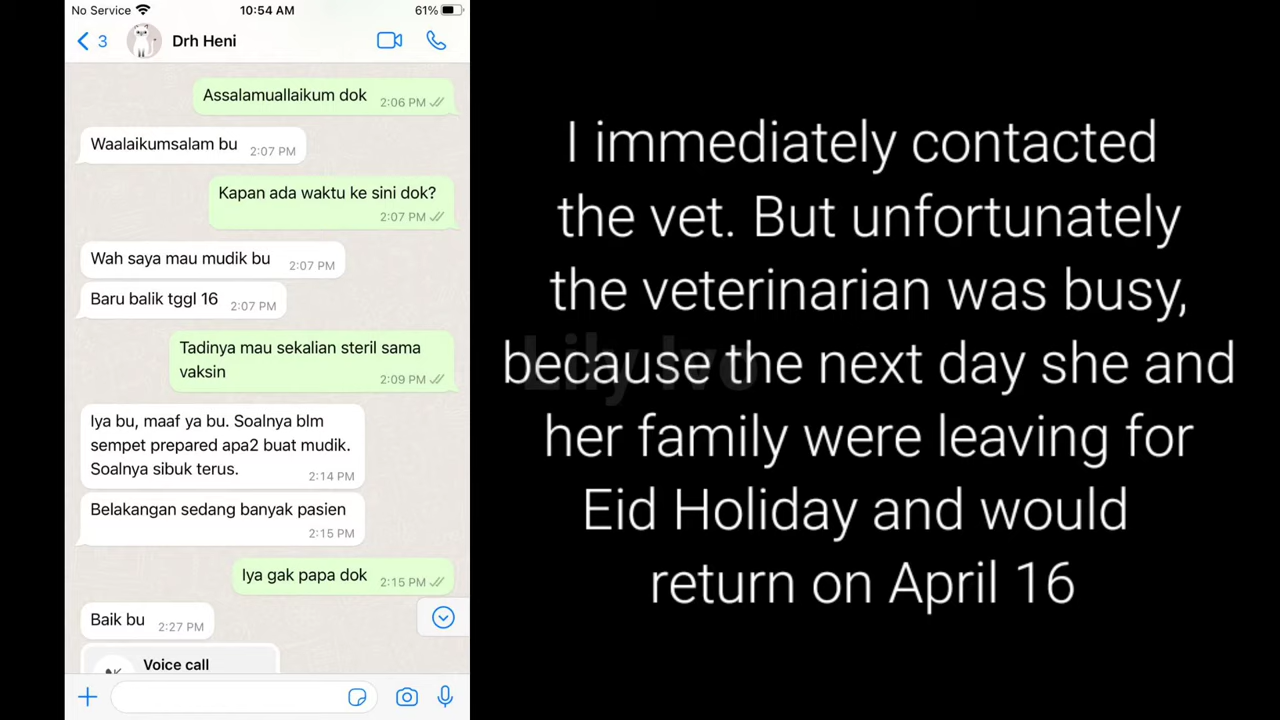 No Service
10:54 AM
61%
3
Drh Heni
Assalamuallaikum dok
2:06 PM
Waalaikumsalam bu
2:07 PM
Kapan ada waktu ke sini dok?
2:07 PM
Wah saya mau mudik bu
2:07 PM
Baru balik tggl 16
2:07 PM
Tadinya mau sekalian steril sama
vaksin
2:09 PM
Iya bu, maaf ya bu. Soalnya blm
sempet prepared apa2 buat mudik.
Soalnya sibuk terus.
2:14 PM
Belakangan sedang banyak pasien
2:15 PM
Iya gak papa dok
2:15 PM
Baik bu
2:27 PM
Voice call
I immediately contacted
the vet. But unfortunately
the veterinarian was busy,
because the next day she and
her family were leaving for
Eid Holiday and would
return on April 16
Lily Ivo